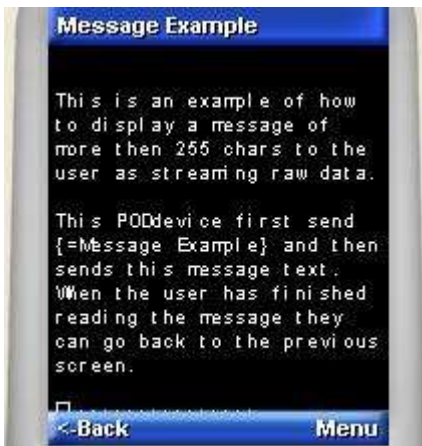 Message Example
This is an example of how
to display a message of
more then 255 chars to the
user as streaming raw data.
This PODdevice first send
{=Message Example} and then
sends this message text.
When the user has finished
reading the message they
can go back to the previous
screen.
<-Back Menu